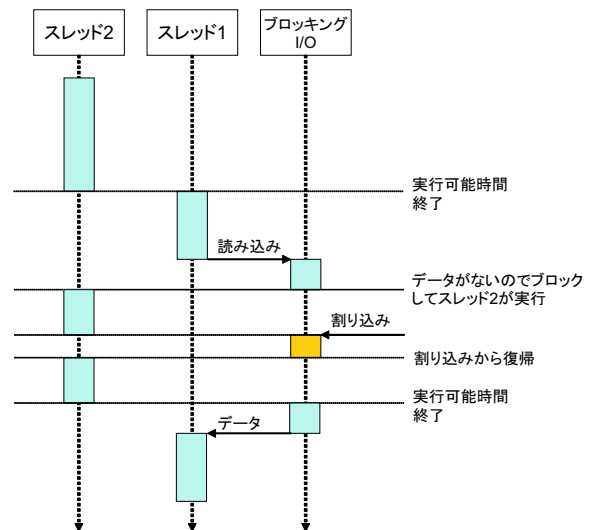 スレッド2
スレッド1
ブロッキング
I/O
実行可能時間
終了
読み込み
データがないのでブロック
してスレッド2が実行
割り込み
割り込みから復帰
実行可能時間
終了
データ